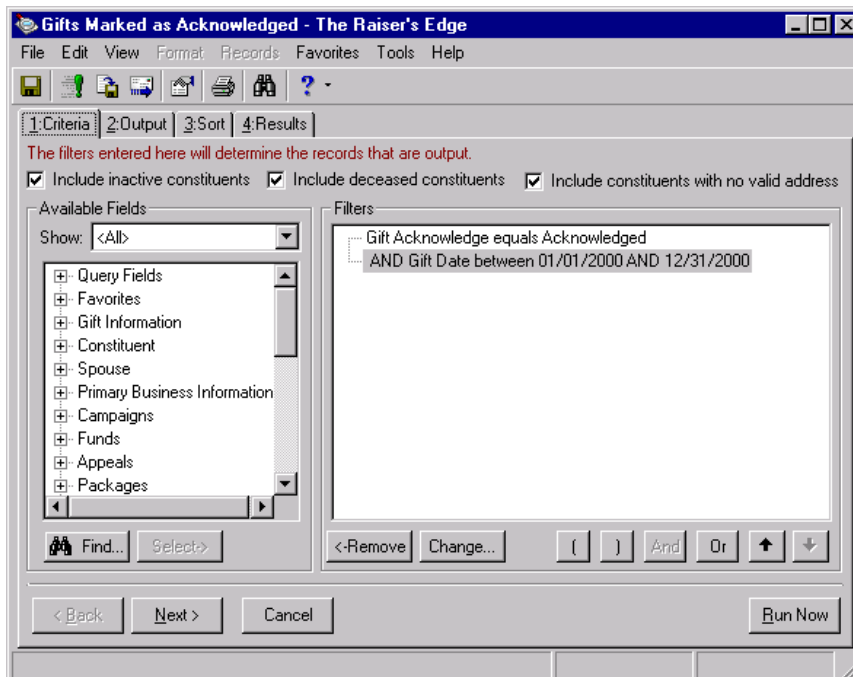 Gifts Marked as Acknowledged - The Raiser's Edge
File Edit View Format Records Favorites Tools Help
1:Criteria 2:Output 3:Sort 4:Results
The filters entered here will determine the records that are output.
Include inactive constituents Include deceased constituents Include constituents with no valid address
Available Fields
Show: <All>
Query Fields
Favorites
Gift Information
Constituent
Spouse
Primary Business Information
Campaigns
Funds
Appeals
Packages
Find... Select->
Filters
Gift Acknowledge equals Acknowledged
AND Gift Date between 01/01/2000 AND 12/31/2000
<-Remove Change... ( ) And Or
< Back Next > Cancel Run Now